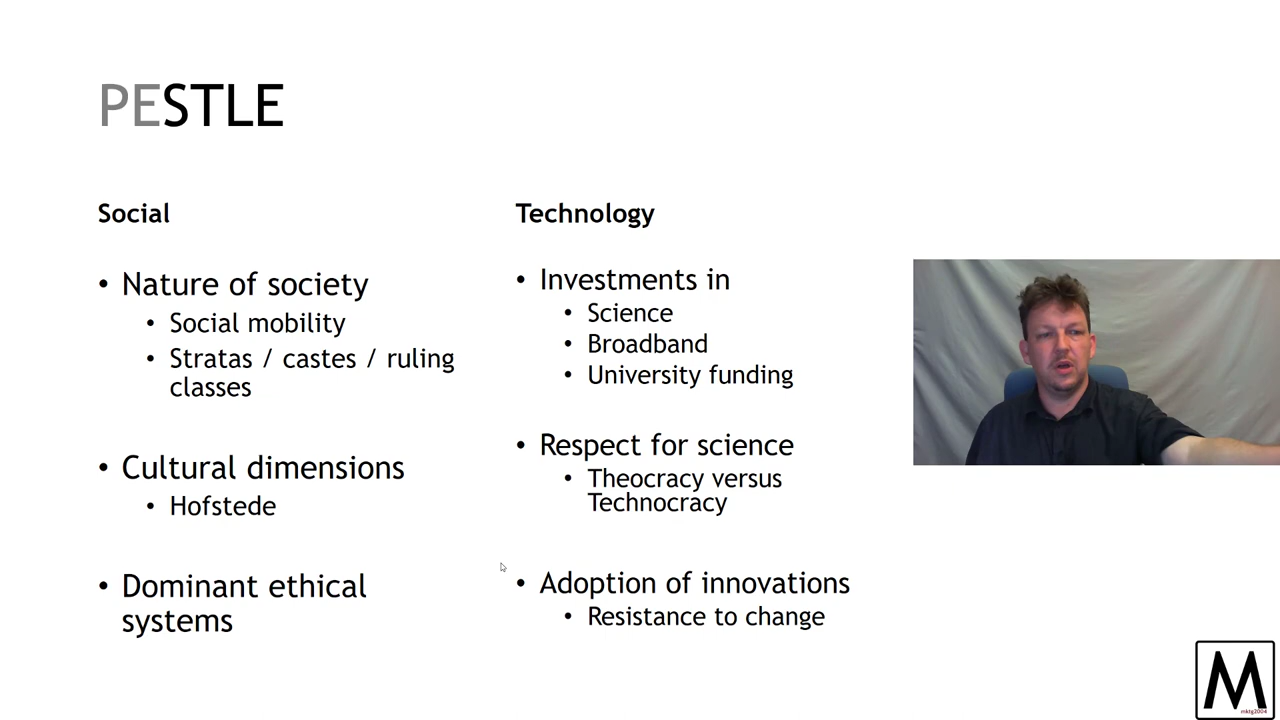 PESTLE
Social
• Nature of society
• Social mobility
• Stratas / castes / ruling
classes
• Cultural dimensions
• Hofstede
• Dominant ethical
systems
Technology
• Investments in
• Science
• Broadband
• University funding
• Respect for science
• Theocracy versus
Technocracy
• Adoption of innovations
• Resistance to change
M
mktg2004